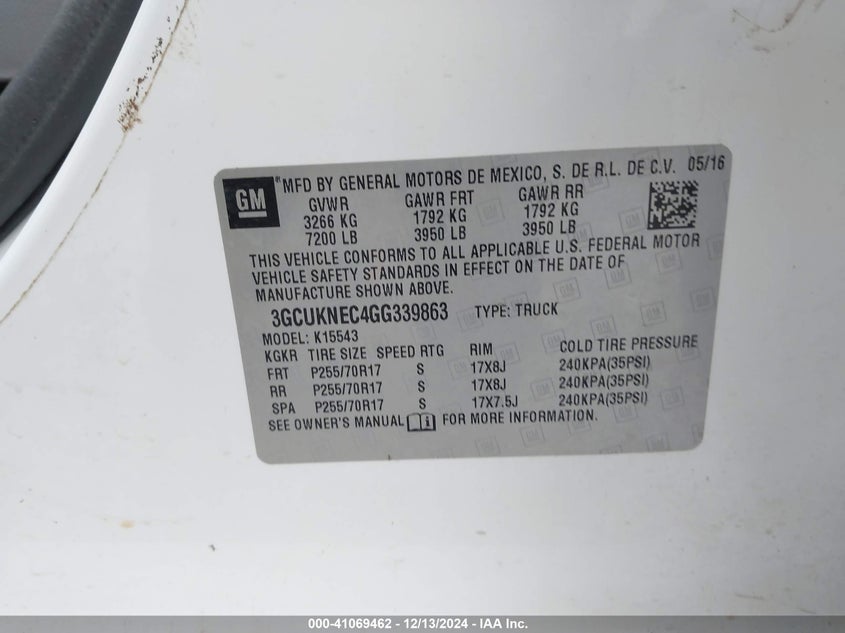 GM ® MFD BY GENERAL MOTORS DE MEXICO, S. DE R.L. DE C.V. 05/16
GVWR GAWR FRT GAWR RR
3266 KG 1792 KG 1792 KG
7200 LB 3950 LB 3950 LB
THIS VEHICLE CONFORMS TO ALL APPLICABLE U.S. FEDERAL MOTOR
VEHICLE SAFETY STANDARDS IN EFFECT ON THE DATE OF
MANUFACTURE SHOWN ABOVE.
3GCUKNEC4GG339863 TYPE: TRUCK
MODEL: K15543
KGKR TIRE SIZE SPEED RTG RIM COLD TIRE PRESSURE
FRT P255/70R17 S 17X8J 240KPA(35PSI)
RR P255/70R17 S 17X8J 240KPA(35PSI)
SPA P255/70R17 S 17X7.5J 240KPA(35PSI)
SEE OWNER'S MANUAL FOR MORE INFORMATION.
000-41069462 - 12/13/2024 - IAA Inc.